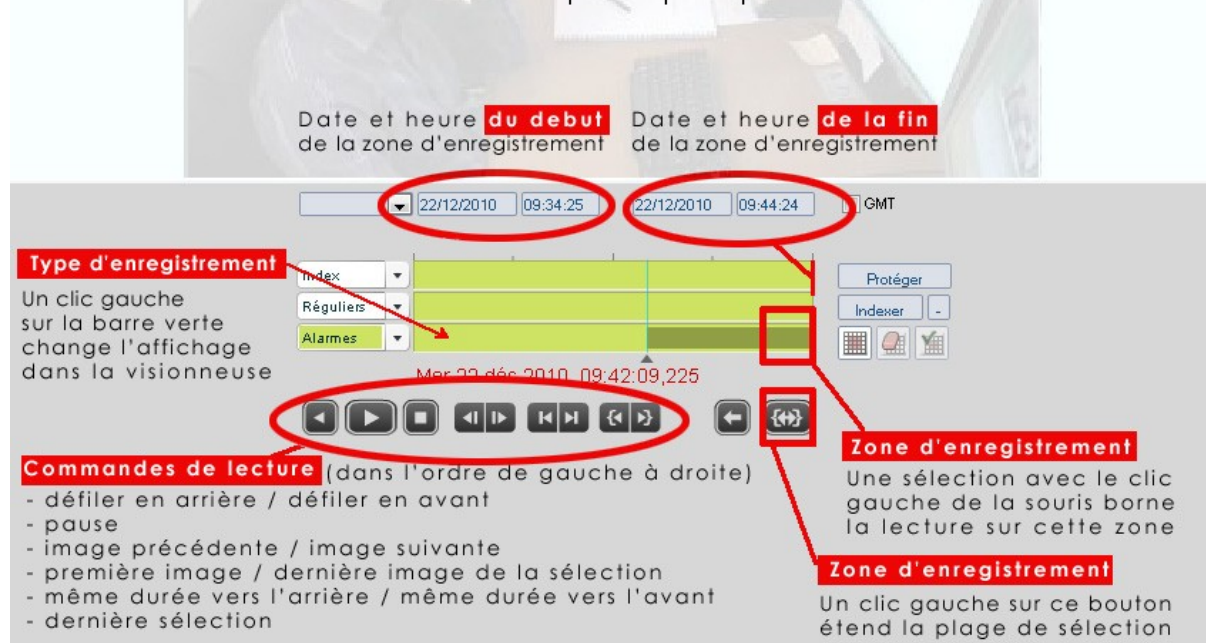 Date et heure du debut
de la zone d'enregistrement
Date et heure de la fin
de la zone d'enregistrement
22/12/2010 09:34:25
22/12/2010 09:44:24
GMT
Type d'enregistrement
Un clic gauche
sur la barre verte
change l'affichage
dans la visionneuse
Index
Réguliers
Alarmes
Protéger
Indexer -
Mer 22 déc 2010, 09:42:09,225
Commandes de lecture (dans l'ordre de gauche à droite)
- défiler en arrière / défiler en avant
- pause
- image précédente / image suivante
- première image / dernière image de la sélection
- même durée vers l'arrière / même durée vers l'avant
- dernière sélection
Zone d'enregistrement
Une sélection avec le clic
gauche de la souris borne
la lecture sur cette zone
Zone d'enregistrement
Un clic gauche sur ce bouton
étend la plage de sélection